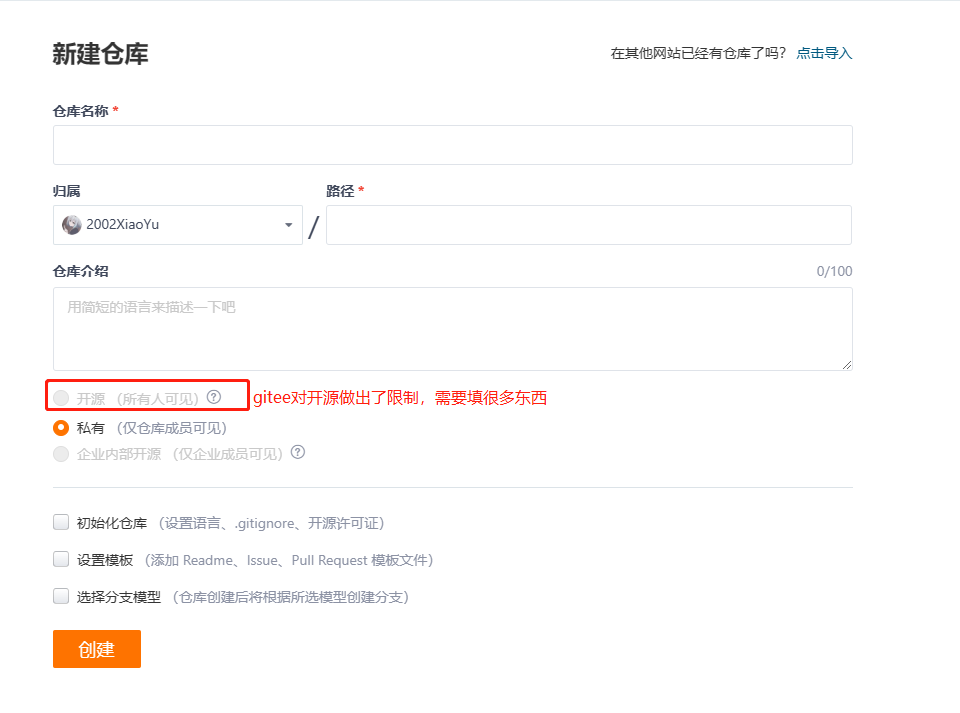 新建仓库
在其他网站已经有仓库了吗? 点击导入
仓库名称 *
归属
路径 *
2002XiaoYu
/
仓库介绍
0/100
用简短的语言来描述一下吧
开源 (所有人可见) ?
gitee对开源做出了限制，需要填很多东西
私有 (仅仓库成员可见)
企业内部开源 (仅企业成员可见) ?
初始化仓库 (设置语言、.gitignore、开源许可证)
设置模板 (添加 Readme、Issue、Pull Request 模板文件)
选择分支模型 (仓库创建后将根据所选模型创建分支)
创建